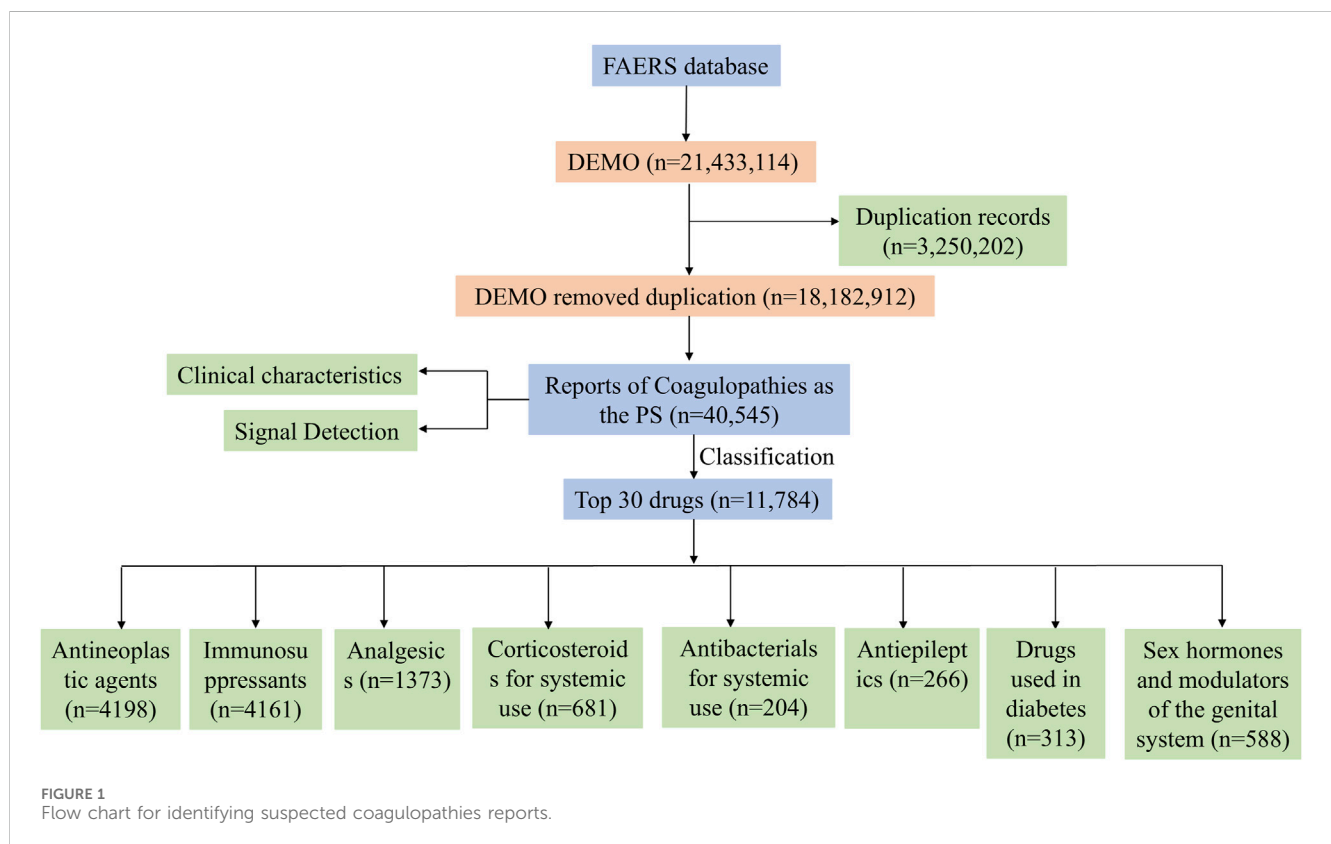 FAERS database
DEMO (n=21,433,114)
Duplication records
(n=3,250,202)
DEMO removed duplication (n=18,182,912)
Clinical characteristics
Signal Detection
Reports of Coagulopathies as
the PS (n=40,545)
Classification
Top 30 drugs (n=11,784)
Antineoplas
tic agents
(n=4198)
Immunosu
ppressants
(n=4161)
Analgesic
s (n=1373)
Corticosteroid
s for systemic
use (n=681)
Antibacterials
for systemic
use (n=204)
Antiepilept
ics (n=266)
Drugs
used in
diabetes
(n=313)
Sex hormones
and modulators
of the genital
system (n=588)
FIGURE 1
Flow chart for identifying suspected coagulopathies reports.